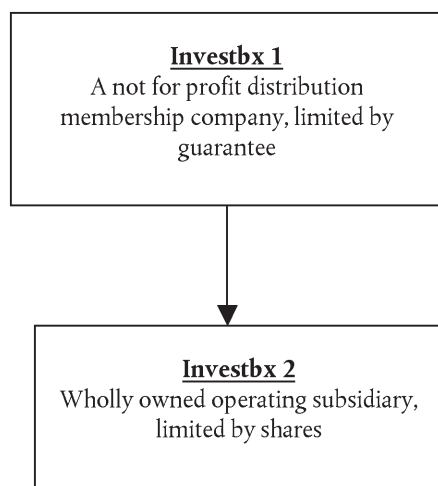 Investbx 1
A not for profit distribution
membership company, limited by
guarantee
Investbx 2
Wholly owned operating subsidiary,
limited by shares